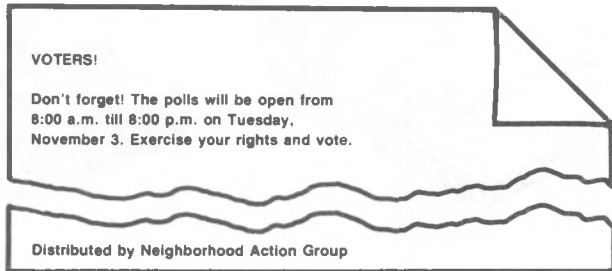 VOTERS!
Don't forget! The polls will be open from
8:00 a.m. till 8:00 p.m. on Tuesday,
November 3. Exercise your rights and vote.
Distributed by Neighborhood Action Group